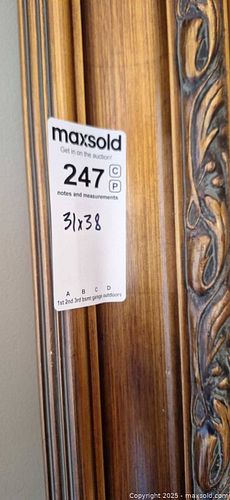 maxsold
Get in on the auction!
247 C
P
notes and measurements
31x38
A B C D
1st 2nd 3rd bsmt garage outdoors
Copyright 2025 - maxsold.com